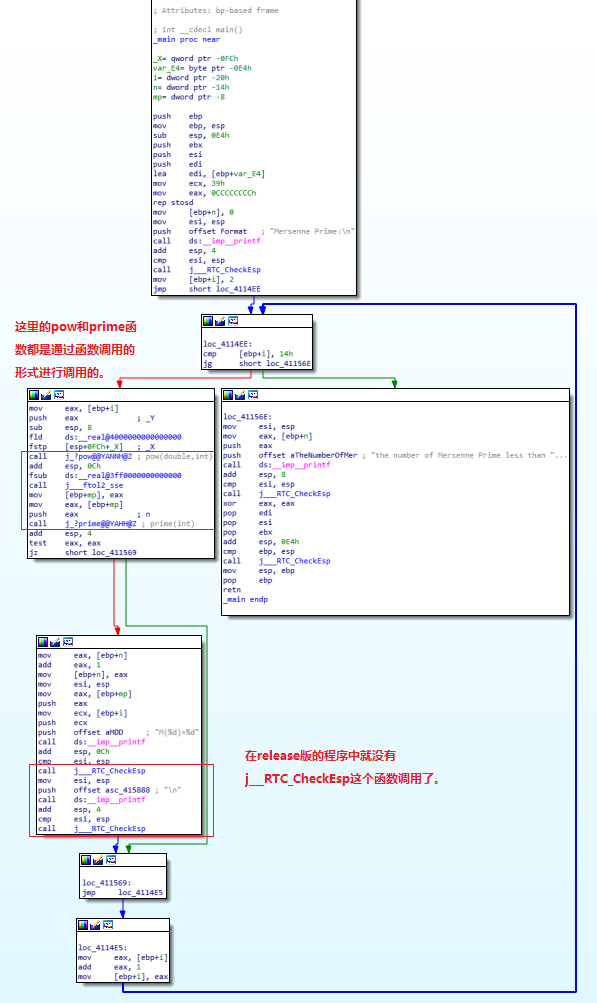 ; Attributes: bp-based frame
; int __cdecl main()
_main proc near
_X= qword ptr -0FCh
var_E4= byte ptr -0E4h
i= dword ptr -20h
n= dword ptr -14h
mp= dword ptr -8
push ebp
mov ebp, esp
sub esp, 0E4h
push ebx
push esi
push edi
lea edi, [ebp+var_E4]
mov ecx, 39h
mov eax, 0CCCCCCCCh
rep stosd
mov [ebp+n], 0
mov esi, esp
push offset Format ; "Mersenne Prime:\n"
call ds:__imp__printf
add esp, 4
cmp esi, esp
call j___RTC_CheckEsp
mov [ebp+i], 2
jmp short loc_4114EE
这里的pow和prime函
数都是通过函数调用的
形式进行调用的。
loc_4114EE:
cmp [ebp+i], 14h
jg short loc_41156E
mov eax, [ebp+i]
push eax ; _Y
sub esp, 8
fld ds:__real@4000000000000000
fstp [esp+0FCh+_X] ; _X
call j_?pow@@YANNH@Z ; pow(double,int)
add esp, 0Ch
fsub ds:__real@3ff0000000000000
call j___ftol2_sse
mov [ebp+mp], eax
mov eax, [ebp+mp]
push eax ; n
call j_?prime@@YAHH@Z ; prime(int)
add esp, 4
test eax, eax
jz short loc_411569
loc_41156E:
mov esi, esp
mov eax, [ebp+n]
push eax
push offset aTheNumberOfMer ; "the number of Mersenne Prime less than "...
call ds:__imp__printf
add esp, 8
cmp esi, esp
call j___RTC_CheckEsp
xor eax, eax
pop edi
pop esi
pop ebx
add esp, 0E4h
cmp ebp, esp
call j___RTC_CheckEsp
mov esp, ebp
pop ebp
retn
_main endp
mov eax, [ebp+n]
add eax, 1
mov [ebp+n], eax
mov esi, esp
mov eax, [ebp+mp]
push eax
mov ecx, [ebp+i]
push ecx
push offset aMDD ; "M(%d)=%d"
call ds:__imp__printf
add esp, 0Ch
cmp esi, esp
call j___RTC_CheckEsp
mov esi, esp
push offset asc_415888 ; "\n"
call ds:__imp__printf
add esp, 4
cmp esi, esp
call j___RTC_CheckEsp
在release版的程序中就没有
j___RTC_CheckEsp这个函数调用了。
loc_411569:
jmp loc_4114E5
loc_4114E5:
mov eax, [ebp+i]
add eax, 1
mov [ebp+i], eax